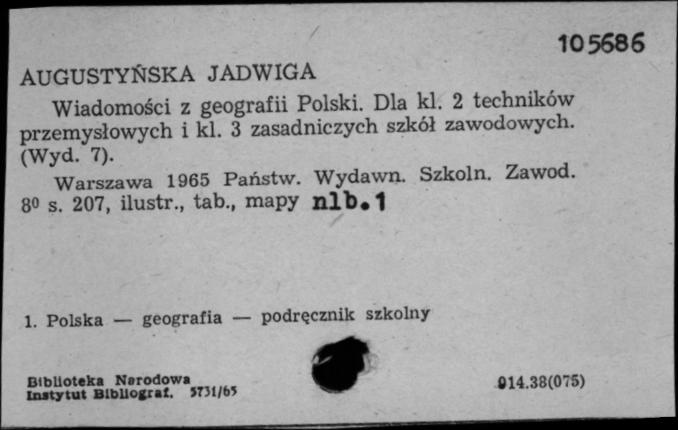 105686
AUGUSTYŃSKA JADWIGA
Wiadomości z geografii Polski. Dla kl. 2 techników
przemysłowych i kl. 3 zasadniczych szkół zawodowych.
(Wyd. 7).
Warszawa 1965 Państw. Wydawn. Szkoln. Zawod.
8⁰ s. 207, ilustr., tab., mapy nlb.1
1. Polska — geografia — podręcznik szkolny
Biblioteka Narodowa
Instytut Bibliograf. 5731/65
914.38(075)